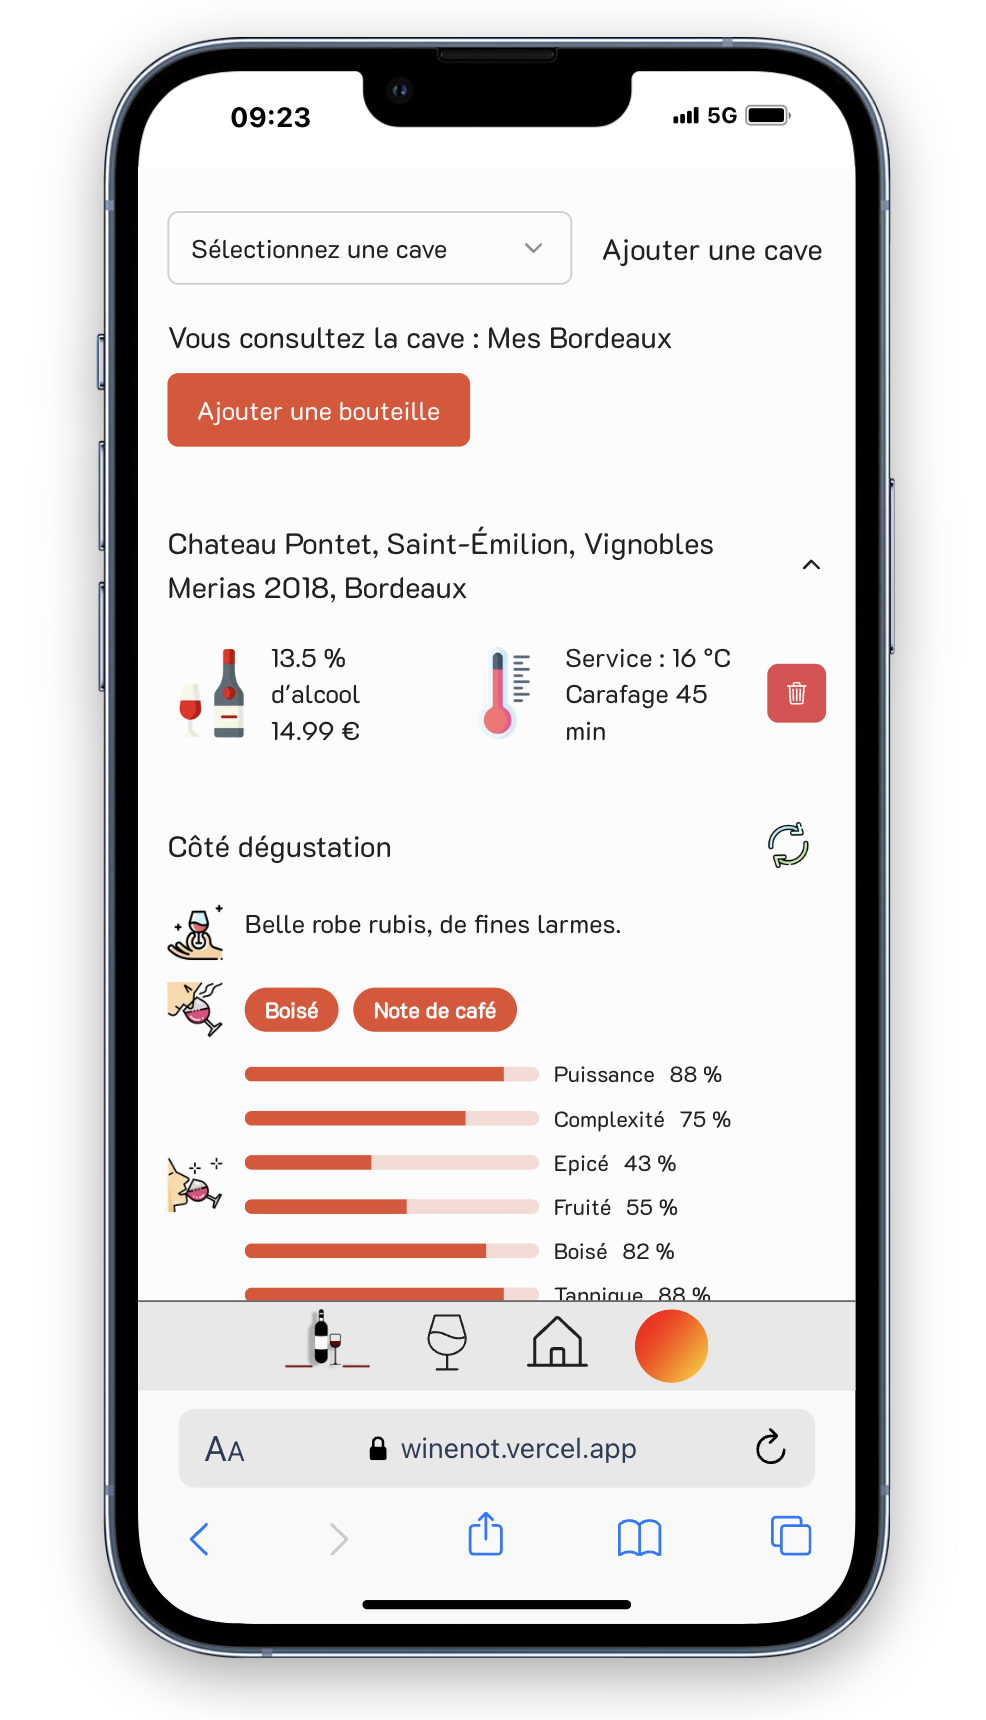 09:23
5G
Sélectionnez une cave
Ajouter une cave
Vous consultez la cave : Mes Bordeaux
Ajouter une bouteille
Chateau Pontet, Saint-Émilion, Vignobles
Merias 2018, Bordeaux
13.5 %
d'alcool
14.99 €
Service : 16 °C
Carafage 45
min
Côté dégustation
Belle robe rubis, de fines larmes.
Boisé
Note de café
Puissance 88 %
Complexité 75 %
Epicé 43 %
Fruité 55 %
Boisé 82 %
Tannique 88 %
AA
winenot.vercel.app